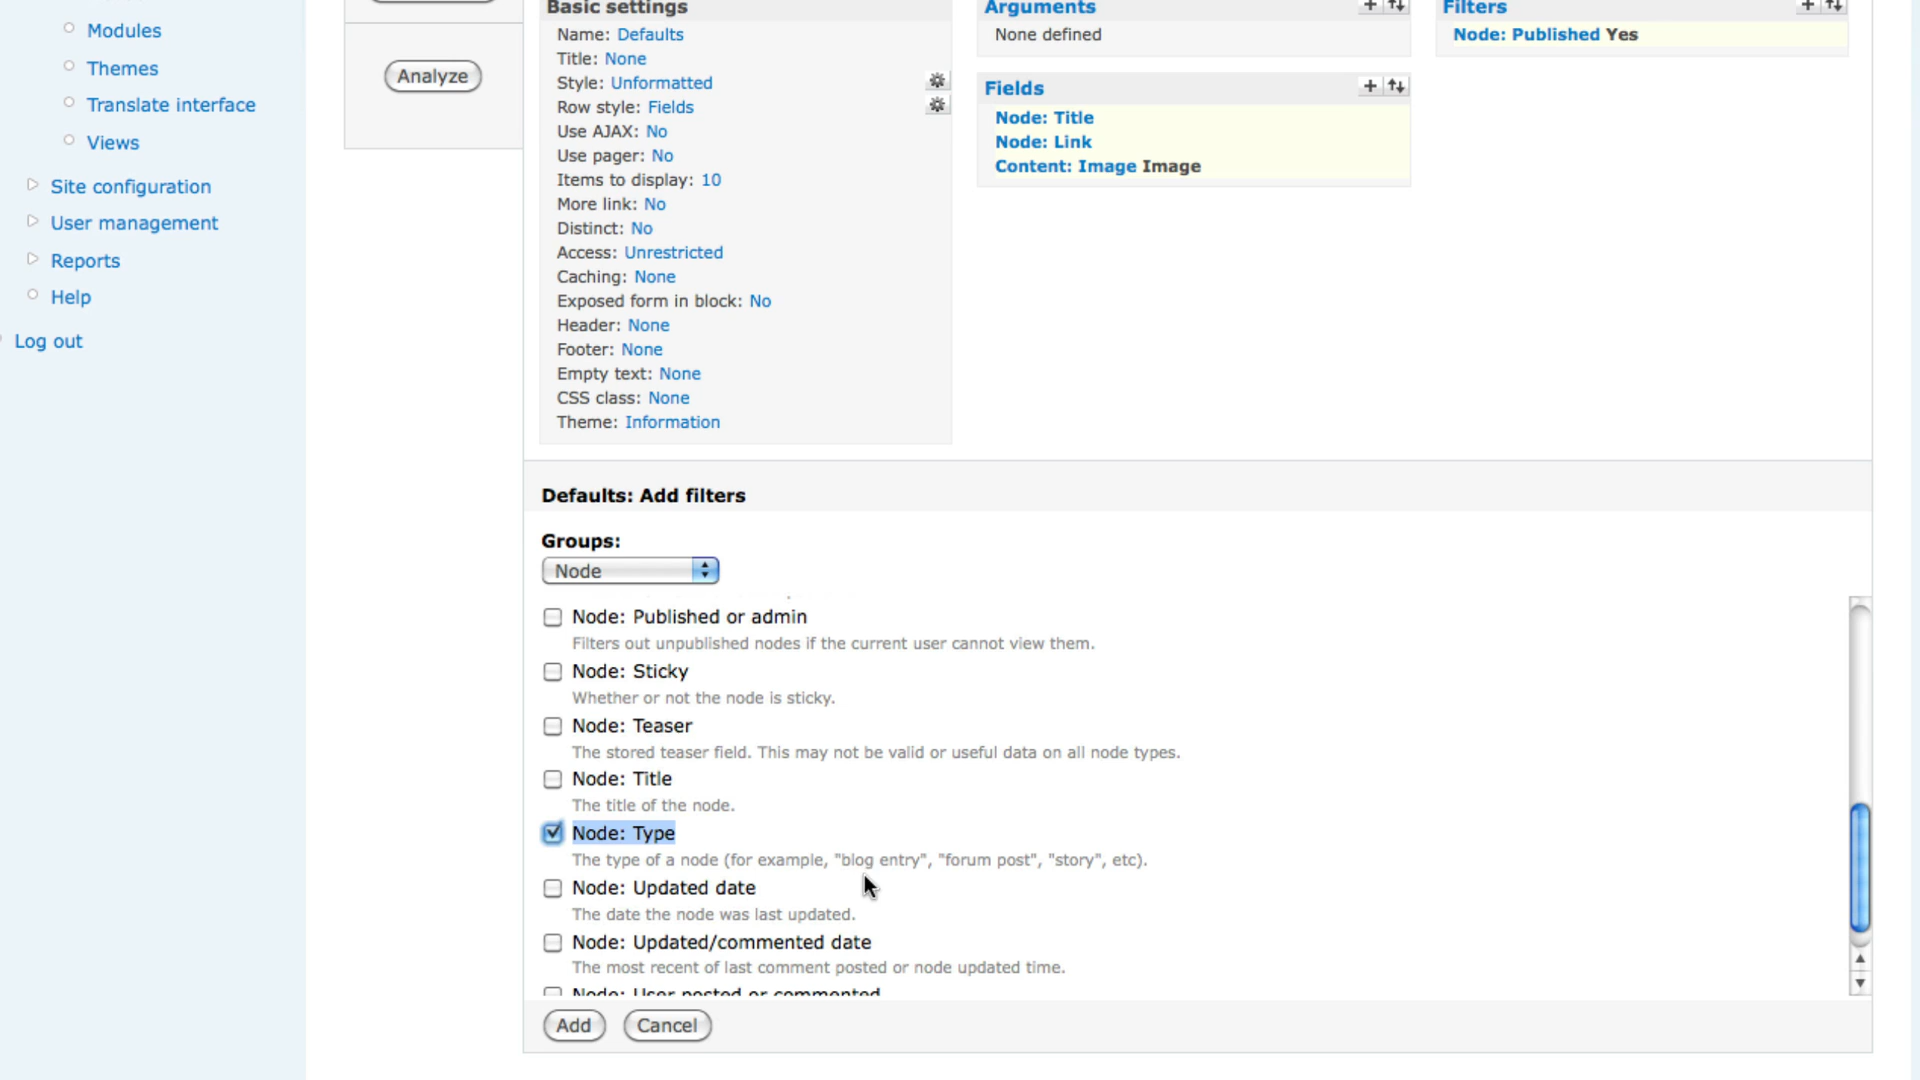 Modules
Themes
Translate interface
Views
Site configuration
User management
Reports
Help
Log out
Analyze
Basic settings
Name: Defaults
Title: None
Style: Unformatted
Row style: Fields
Use AJAX: No
Use pager: No
Items to display: 10
More link: No
Distinct: No
Access: Unrestricted
Caching: None
Exposed form in block: No
Header: None
Footer: None
Empty text: None
CSS class: None
Theme: Information
Arguments
None defined
Fields
Node: Title
Node: Link
Content: Image Image
Filters
Node: Published Yes
Defaults: Add filters
Groups:
Node
Node: Published or admin
Filters out unpublished nodes if the current user cannot view them.
Node: Sticky
Whether or not the node is sticky.
Node: Teaser
The stored teaser field. This may not be valid or useful data on all node types.
Node: Title
The title of the node.
Node: Type
The type of a node (for example, "blog entry", "forum post", "story", etc).
Node: Updated date
The date the node was last updated.
Node: Updated/commented date
The most recent of last comment posted or node updated time.
Node: User posted or commented
Add
Cancel